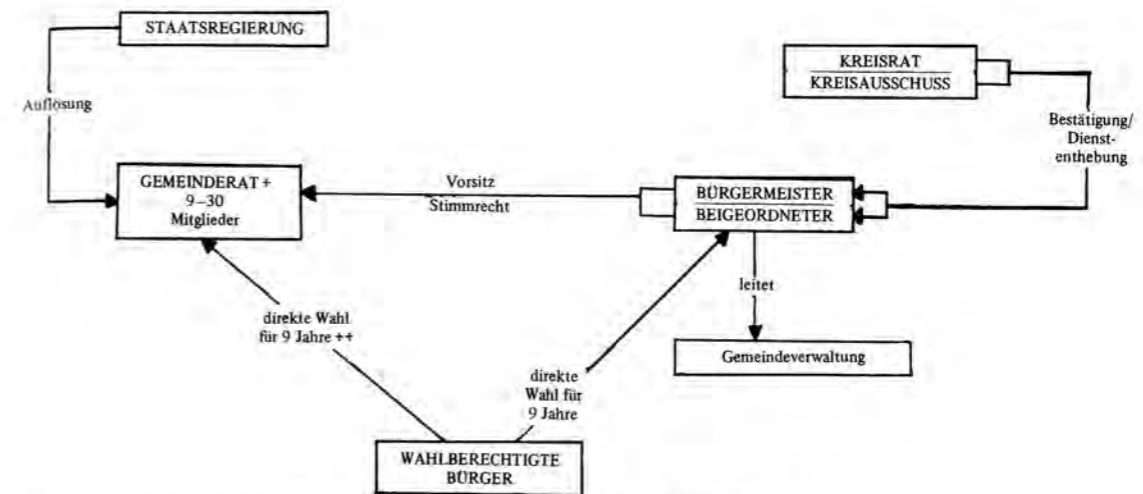 STAATSREGIERUNG
KREISRAT
KREISAUSSCHUSS
Auflösung
Bestätigung/
Dienst-
enthebung
GEMEINDERAT +
9–30
Mitglieder
Vorsitz
Stimmrecht
BÜRGERMEISTER
BEIGEORDNETER
leitet
direkte Wahl
für 9 Jahre ++
Gemeindeverwaltung
direkte
Wahl für
9 Jahre
WAHLBERECHTIGTE
BÜRGER